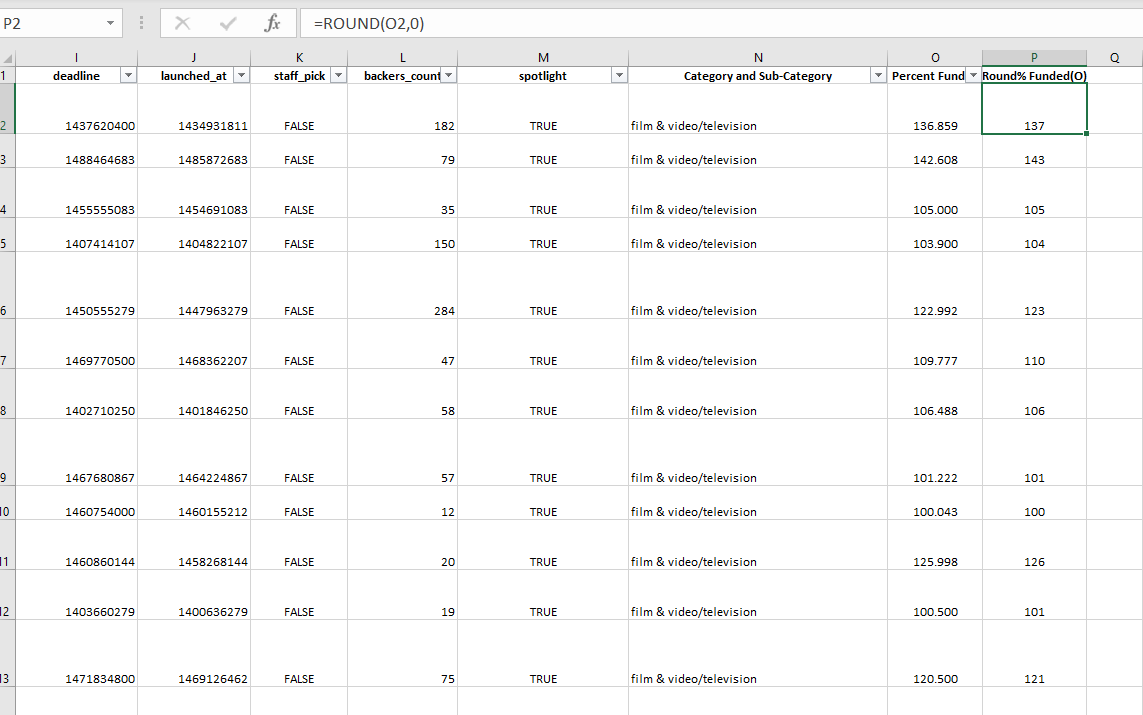 P2 fx =ROUND(O2,0)
I J K L M N O P Q
1 deadline launched_at staff_pick backers_count spotlight Category and Sub-Category Percent Fund Round% Funded(O)
2 1437620400 1434931811 FALSE 182 TRUE film & video/television 136.859 137
3 1488464683 1485872683 FALSE 79 TRUE film & video/television 142.608 143
4 1455555083 1454691083 FALSE 35 TRUE film & video/television 105.000 105
5 1407414107 1404822107 FALSE 150 TRUE film & video/television 103.900 104
6 1450555279 1447963279 FALSE 284 TRUE film & video/television 122.992 123
7 1469770500 1468362207 FALSE 47 TRUE film & video/television 109.777 110
8 1402710250 1401846250 FALSE 58 TRUE film & video/television 106.488 106
9 1467680867 1464224867 FALSE 57 TRUE film & video/television 101.222 101
10 1460754000 1460155212 FALSE 12 TRUE film & video/television 100.043 100
11 1460860144 1458268144 FALSE 20 TRUE film & video/television 125.998 126
12 1403660279 1400636279 FALSE 19 TRUE film & video/television 100.500 101
13 1471834800 1469126462 FALSE 75 TRUE film & video/television 120.500 121